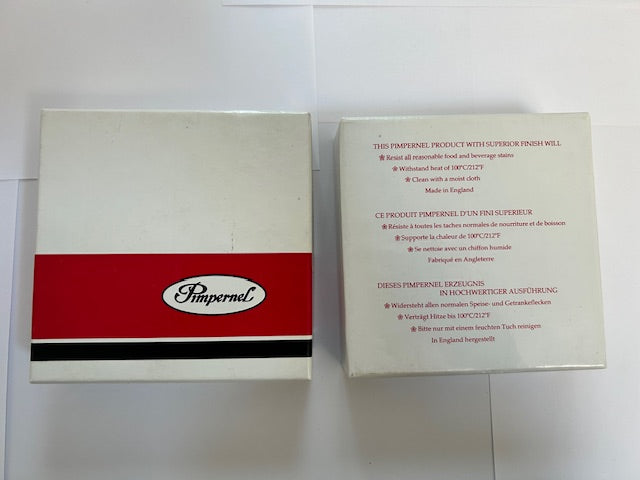 Pimpernel
THIS PIMPERNEL PRODUCT WITH SUPERIOR FINISH WILL
Resist all reasonable food and beverage stains
Withstand heat of 100°C/212°F
Clean with a moist cloth
Made in England
CE PRODUIT PIMPERNEL D'UN FINI SUPERIEUR
Résiste à toutes les taches normales de nourriture et de boisson
Supporte la chaleur de 100°C/212°F
Se nettoie avec un chiffon humide
Fabriqué en Angleterre
DIESES PIMPERNEL ERZEUGNIS
IN HOCHWERTIGER AUSFÜHRUNG
Widersteht allen normalen Speise- und Getrankeflecken
Verträgt Hitze bis 100°C/212°F
Bitte nur mit einem feuchten Tuch reinigen
In England hergestellt